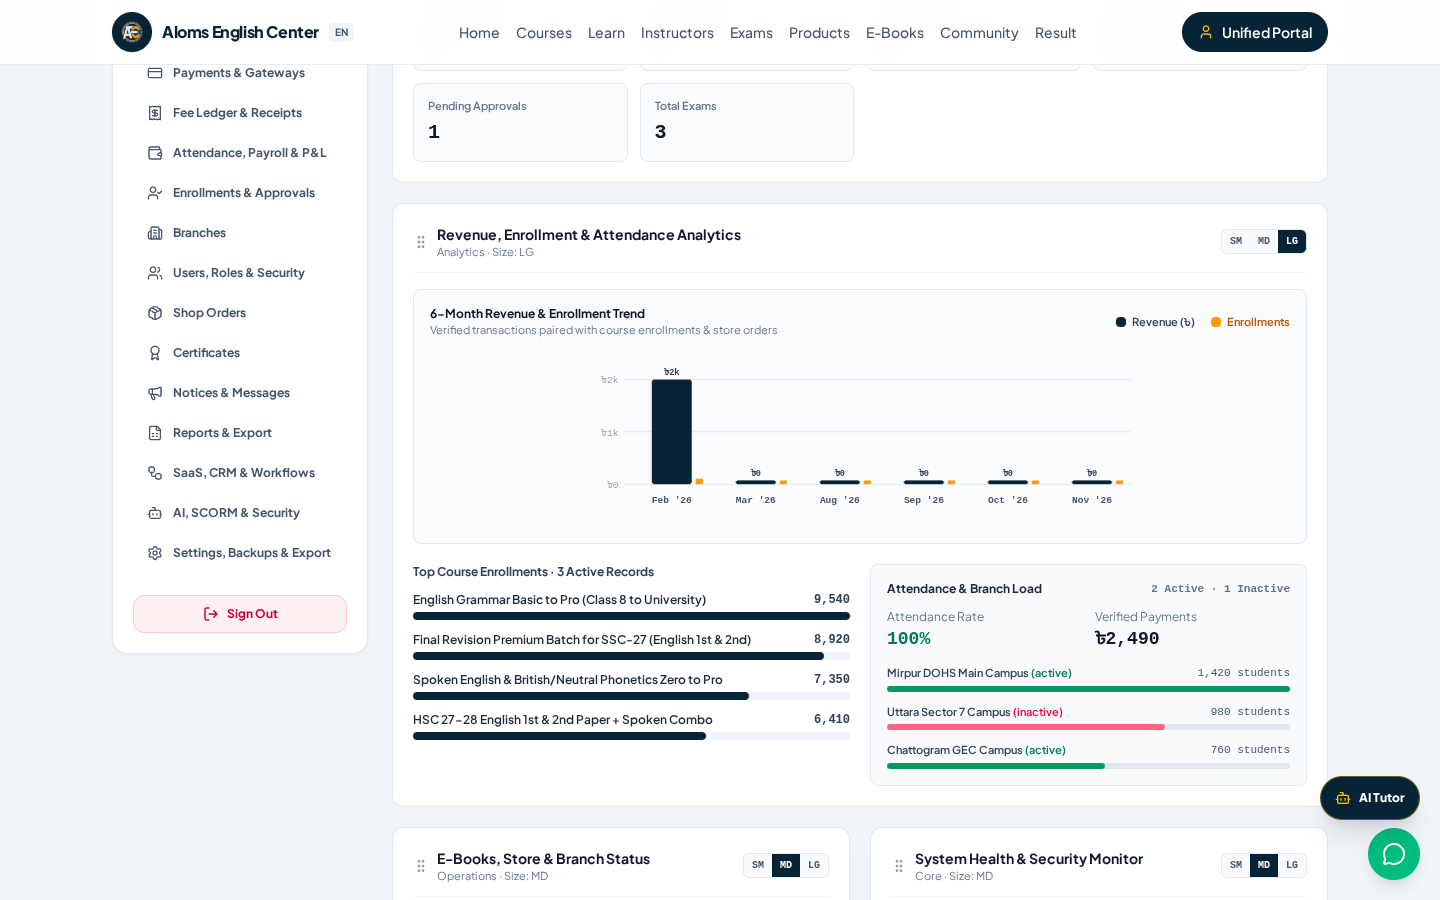 Aloms English Center EN
Home Courses Learn Instructors Exams Products E-Books Community Result
Unified Portal
Payments & Gateways
Fee Ledger & Receipts
Attendance, Payroll & P&L
Enrollments & Approvals
Branches
Users, Roles & Security
Shop Orders
Certificates
Notices & Messages
Reports & Export
SaaS, CRM & Workflows
AI, SCORM & Security
Settings, Backups & Export
Sign Out
Pending Approvals
1
Total Exams
3
Revenue, Enrollment & Attendance Analytics
Analytics · Size: LG
SM MD LG
6-Month Revenue & Enrollment Trend
Verified transactions paired with course enrollments & store orders
Revenue (৳) Enrollments
৳2k
৳1k
৳0
৳2k
৳0
৳0
৳0
৳0
৳0
Feb '26 Mar '26 Aug '26 Sep '26 Oct '26 Nov '26
Top Course Enrollments · 3 Active Records
English Grammar Basic to Pro (Class 8 to University) 9,540
Final Revision Premium Batch for SSC-27 (English 1st & 2nd) 8,920
Spoken English & British/Neutral Phonetics Zero to Pro 7,350
HSC 27-28 English 1st & 2nd Paper + Spoken Combo 6,410
Attendance & Branch Load 2 Active · 1 Inactive
Attendance Rate
100%
Verified Payments
৳2,490
Mirpur DOHS Main Campus (active) 1,420 students
Uttara Sector 7 Campus (inactive) 980 students
Chattogram GEC Campus (active) 760 students
AI Tutor
E-Books, Store & Branch Status
Operations · Size: MD
SM MD LG
System Health & Security Monitor
Core · Size: MD
SM MD LG